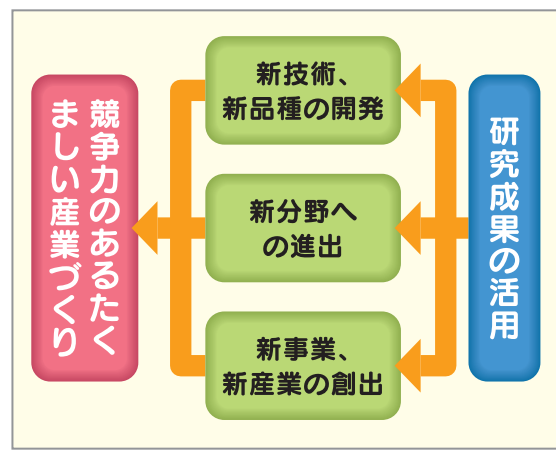 研究成果の活用
新技術、
新品種の開発
新分野へ
の進出
新事業、
新産業の創出
競争力のあるたく
ましい産業づくり